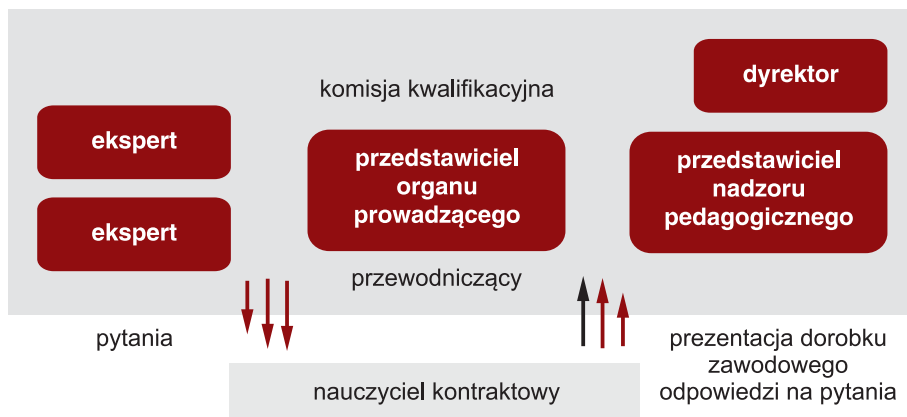 komisja kwalifikacyjna
dyrektor
ekspert
ekspert
przedstawiciel
organu
prowadzącego
przedstawiciel
nadzoru
pedagogicznego
przewodniczący
pytania
prezentacja dorobku
zawodowego
odpowiedzi na pytania
nauczyciel kontraktowy